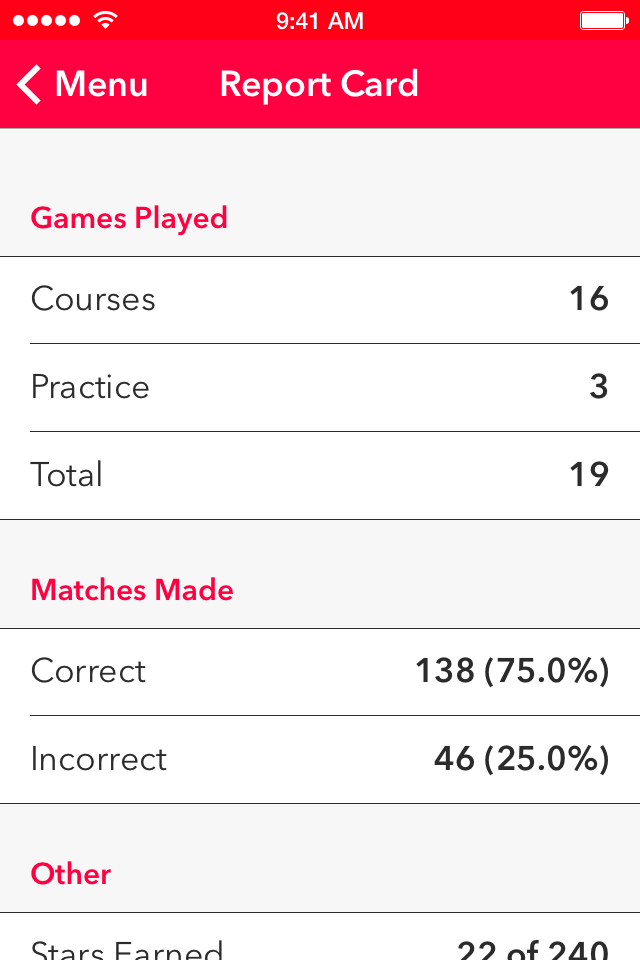 9:41 AM
Menu Report Card
Games Played
Courses 16
Practice 3
Total 19
Matches Made
Correct 138 (75.0%)
Incorrect 46 (25.0%)
Other
Stars Earned 22 of 240